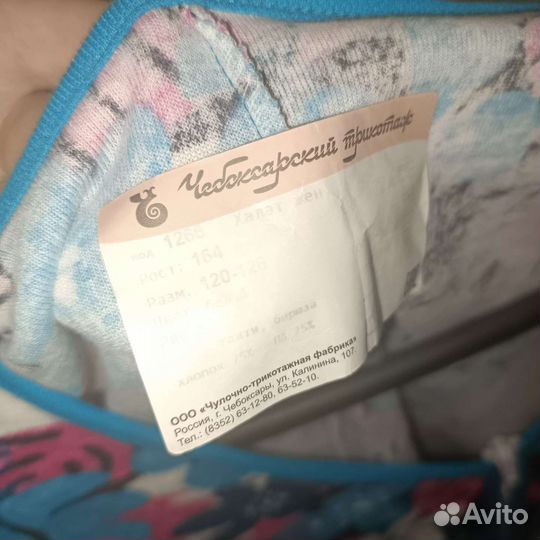 Чебоксарский трикотаж
код 1268 Халат жен
Рост: 164
Разм. 120-126
хлопок 75% ПЭ 25%
ООО «Чулочно-трикотажная фабрика»
Россия, г. Чебоксары, ул. Калинина, 107.
Тел.: (8352) 63-12-80, 63-52-10.
Avito